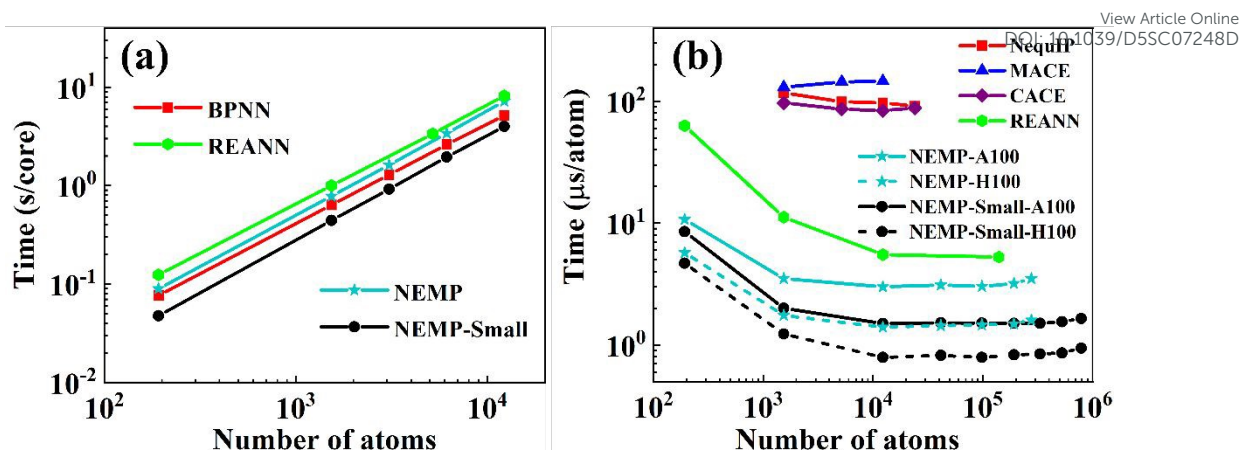 View Article Online
DOI: 10.1039/D5SC07248D
(a)
BPNN
REANN
NEMP
NEMP-Small
Time (s/core)
10^1
10^0
10^-1
10^-2
10^2
10^3
10^4
Number of atoms
(b)
NequIP
MACE
CACE
REANN
NEMP-A100
NEMP-H100
NEMP-Small-A100
NEMP-Small-H100
Time (μs/atom)
10^2
10^1
10^0
10^2
10^3
10^4
10^5
10^6
Number of atoms